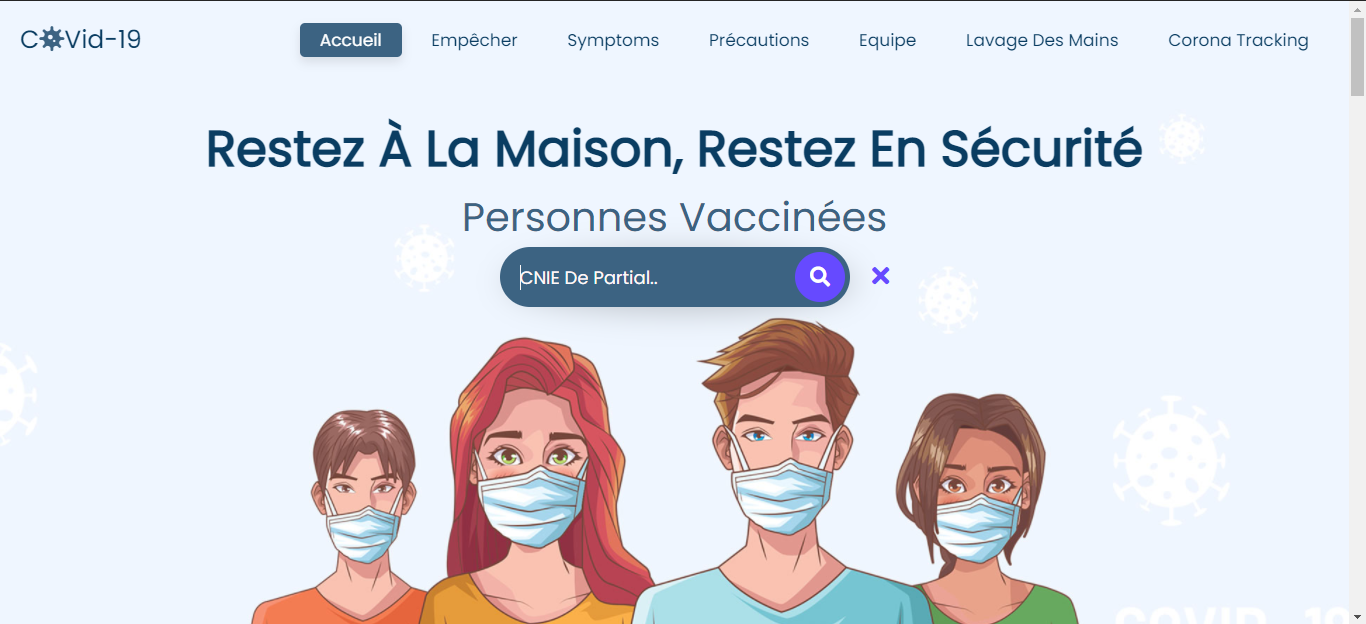 COVid-19
Accueil
Empêcher
Symptoms
Précautions
Equipe
Lavage Des Mains
Corona Tracking
Restez À La Maison, Restez En Sécurité
Personnes Vaccinées
CNIE De Partial..
COVID-19